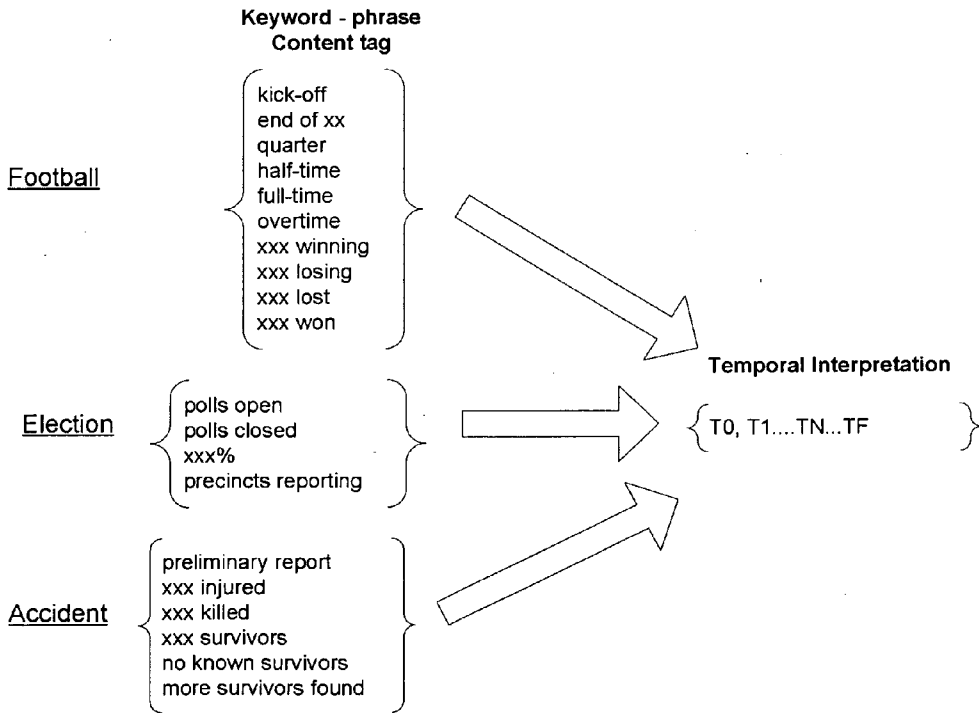 Keyword - phrase
Content tag
Football
kick-off
end of xx
quarter
half-time
full-time
overtime
xxx winning
xxx losing
xxx lost
xxx won
Election
polls open
polls closed
xxx%
precincts reporting
Accident
preliminary report
xxx injured
xxx killed
xxx survivors
no known survivors
more survivors found
Temporal Interpretation
T0, T1....TN...TF